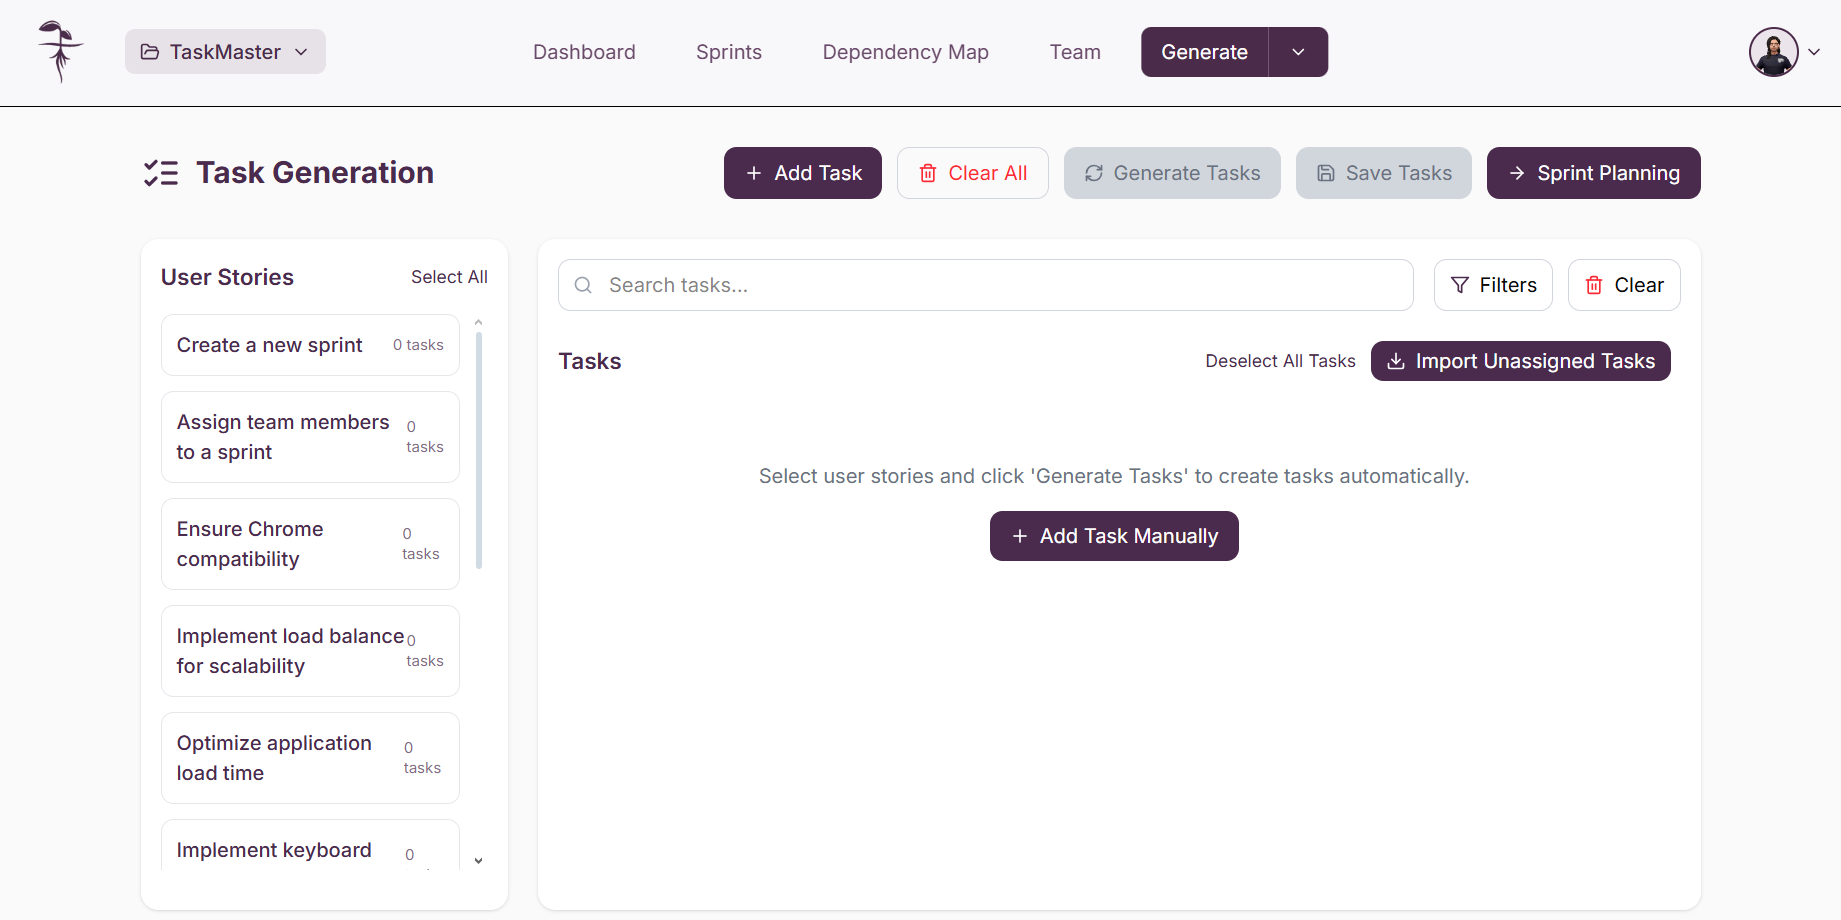 TaskMaster
Dashboard
Sprints
Dependency Map
Team
Generate
Task Generation
Add Task
Clear All
Generate Tasks
Save Tasks
Sprint Planning
User Stories
Select All
Create a new sprint
0 tasks
Assign team members
to a sprint
0
tasks
Ensure Chrome
compatibility
0
tasks
Implement load balance
for scalability
0
tasks
Optimize application
load time
0
tasks
Implement keyboard
0
Search tasks...
Filters
Clear
Tasks
Deselect All Tasks
Import Unassigned Tasks
Select user stories and click 'Generate Tasks' to create tasks automatically.
Add Task Manually